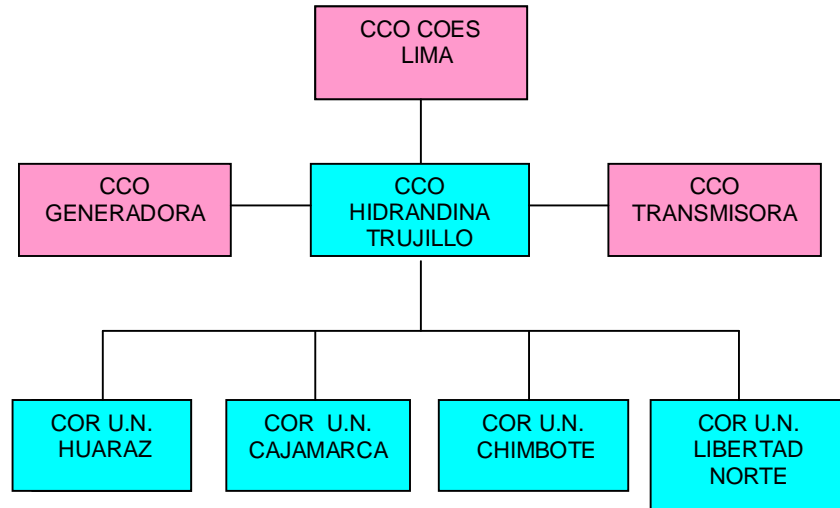 CCO COES
LIMA
CCO
GENERADORA
CCO
HIDRANDINA
TRUJILLO
CCO
TRANSMISORA
COR U.N.
HUARAZ
COR U.N.
CAJAMARCA
COR U.N.
CHIMBOTE
COR U.N.
LIBERTAD
NORTE